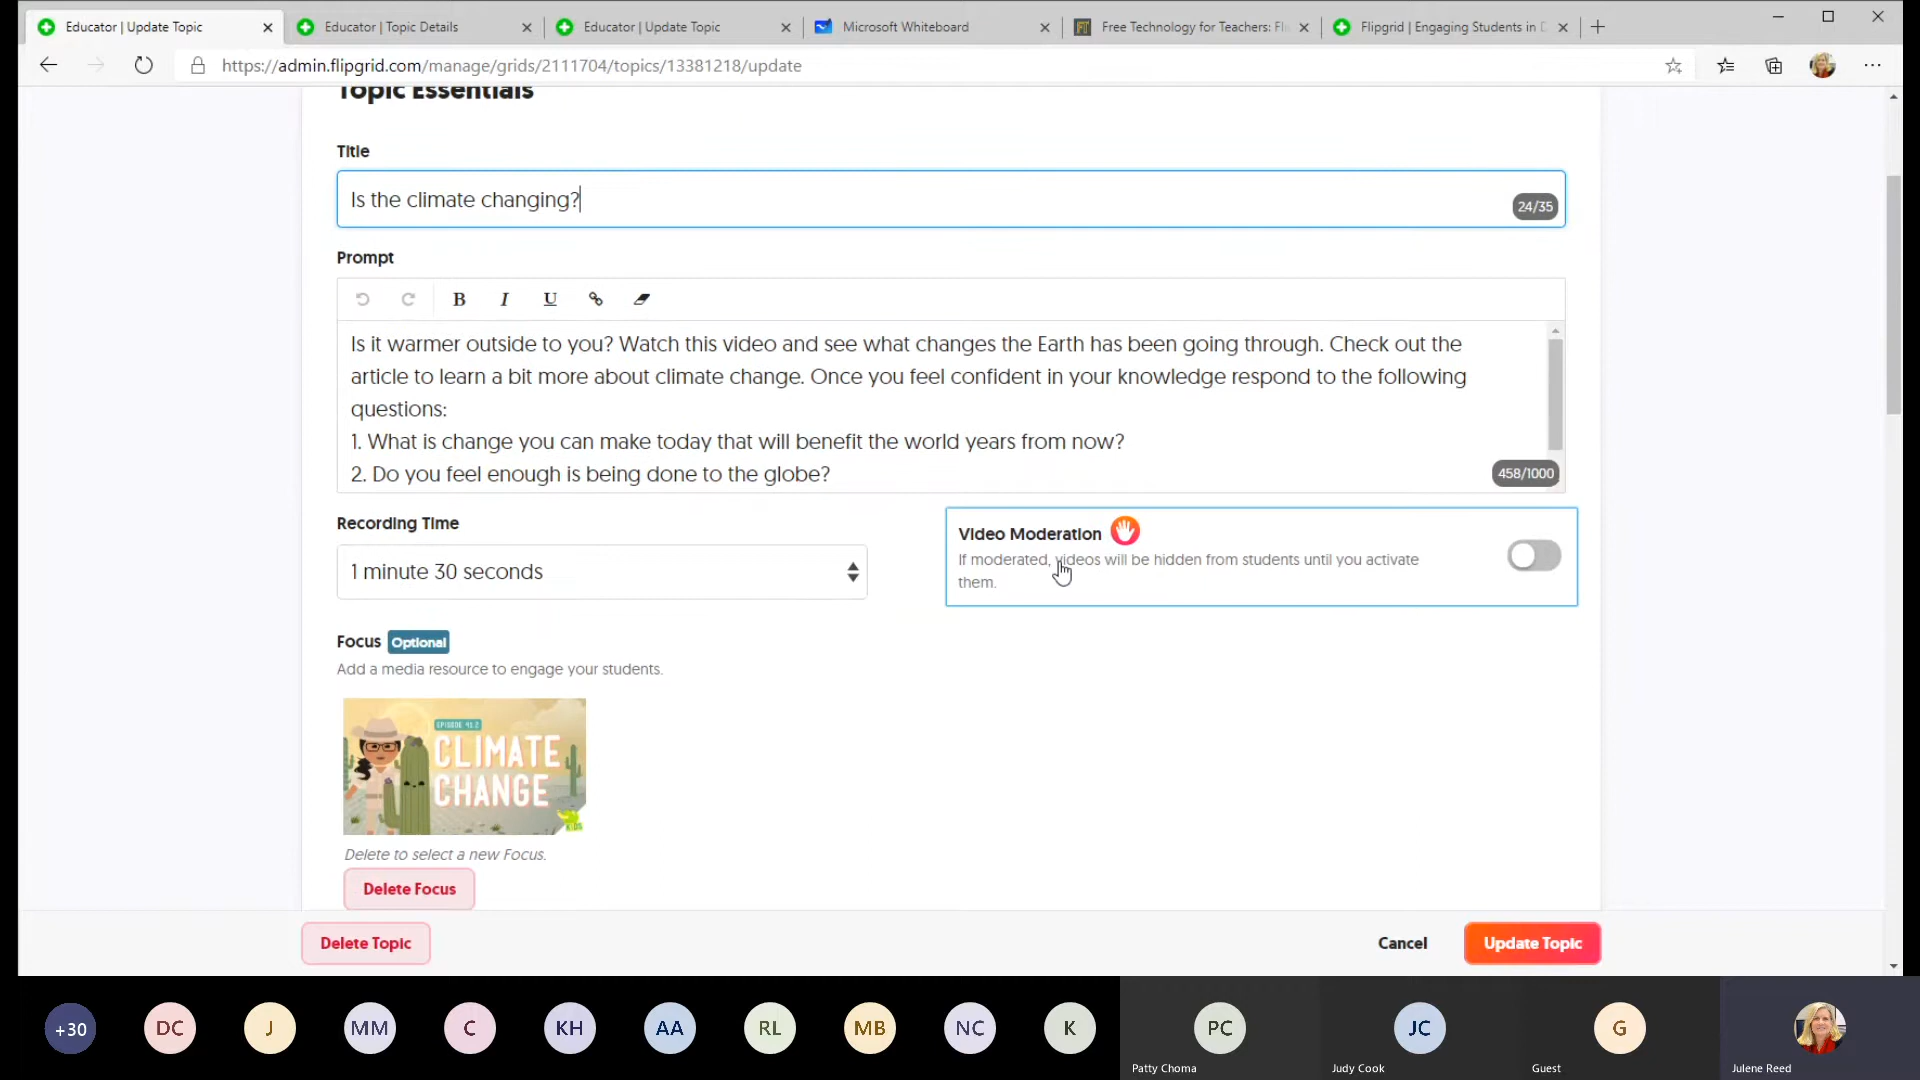 Educator | Update Topic
Educator | Topic Details
Educator | Update Topic
Microsoft Whiteboard
Free Technology for Teachers: Fli
Flipgrid | Engaging Students in D
https://admin.flipgrid.com/manage/grids/2111704/topics/13381218/update
Topic Essentials
Title
Is the climate changing?
24/35
Prompt
B I U
Is it warmer outside to you? Watch this video and see what changes the Earth has been going through. Check out the
article to learn a bit more about climate change. Once you feel confident in your knowledge respond to the following
questions:
1. What is change you can make today that will benefit the world years from now?
2. Do you feel enough is being done to the globe?
458/1000
Recording Time
1 minute 30 seconds
Video Moderation
If moderated, videos will be hidden from students until you activate
them.
Focus Optional
Add a media resource to engage your students.
EPISODE 41.2
CLIMATE
CHANGE
KIDS
Delete to select a new Focus.
Delete Focus
Delete Topic
Cancel
Update Topic
+30 DC J MM C KH AA RL MB NC K PC JC G
Patty Choma
Judy Cook
Guest
Julene Reed